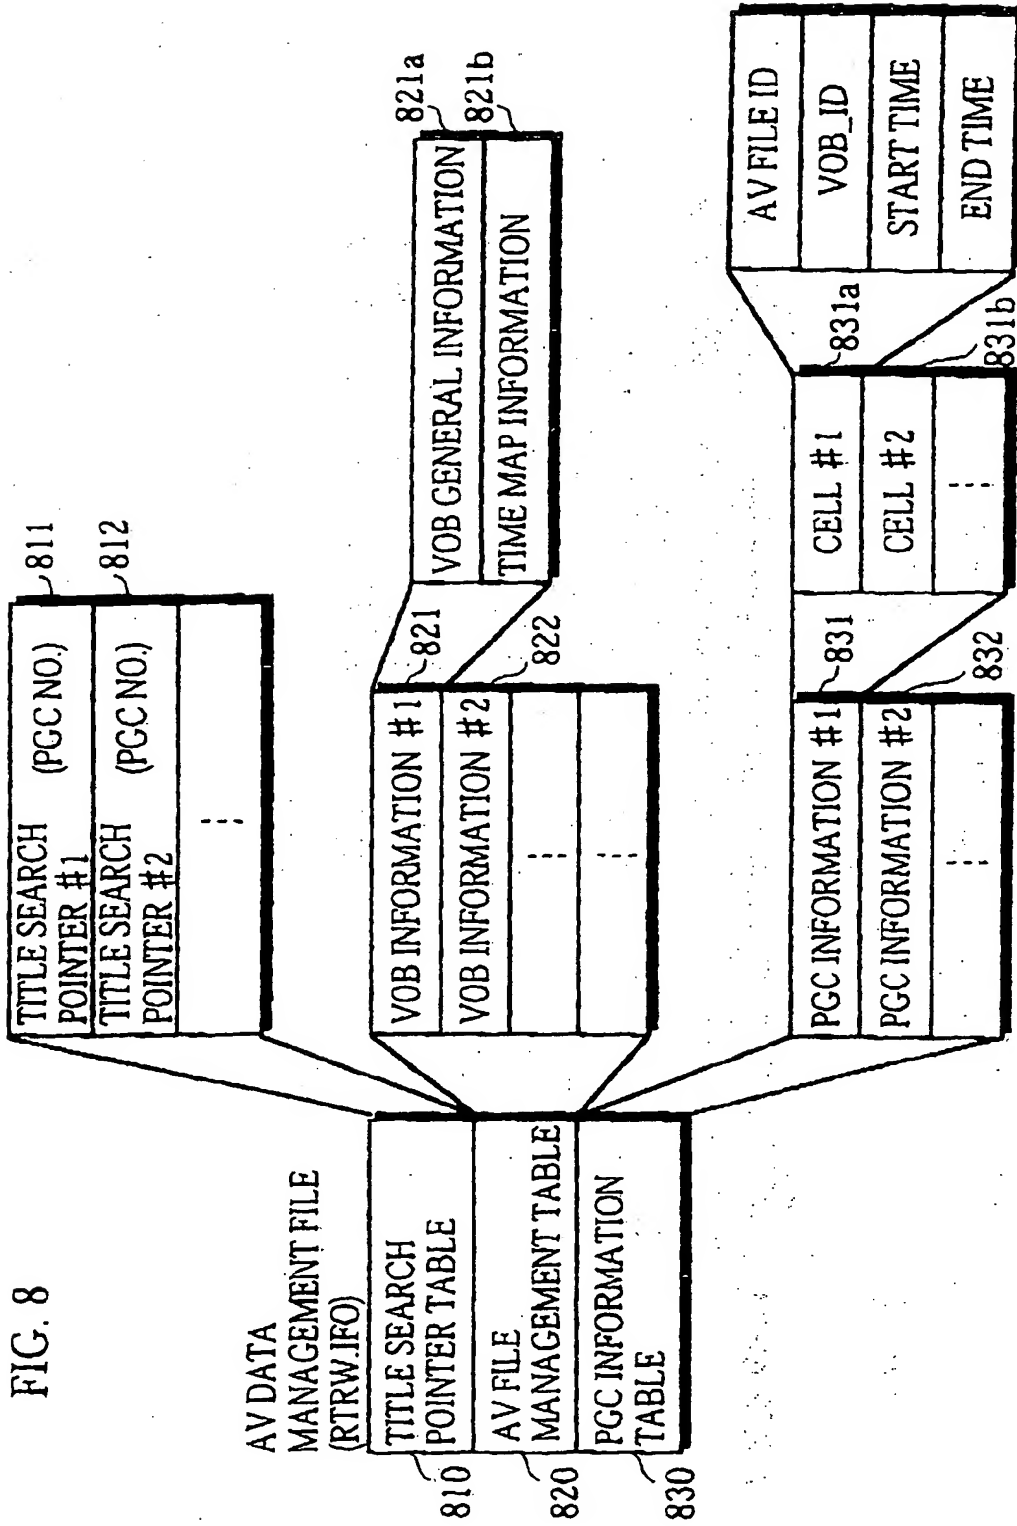 FIG. 8
AV DATA
MANAGEMENT FILE
(RTRW.IFO)
TITLE SEARCH
POINTER TABLE
AV FILE
MANAGEMENT TABLE
PGC INFORMATION
TABLE
810
820
830
TITLE SEARCH (PGC NO.)
POINTER #1
TITLE SEARCH (PGC NO.)
POINTER #2
811
812
VOB INFORMATION #1
VOB INFORMATION #2
821
822
VOB GENERAL INFORMATION
TIME MAP INFORMATION
821a
821b
PGC INFORMATION #1
PGC INFORMATION #2
831
832
CELL #1
CELL #2
831a
831b
AV FILE ID
VOB_ID
START TIME
END TIME